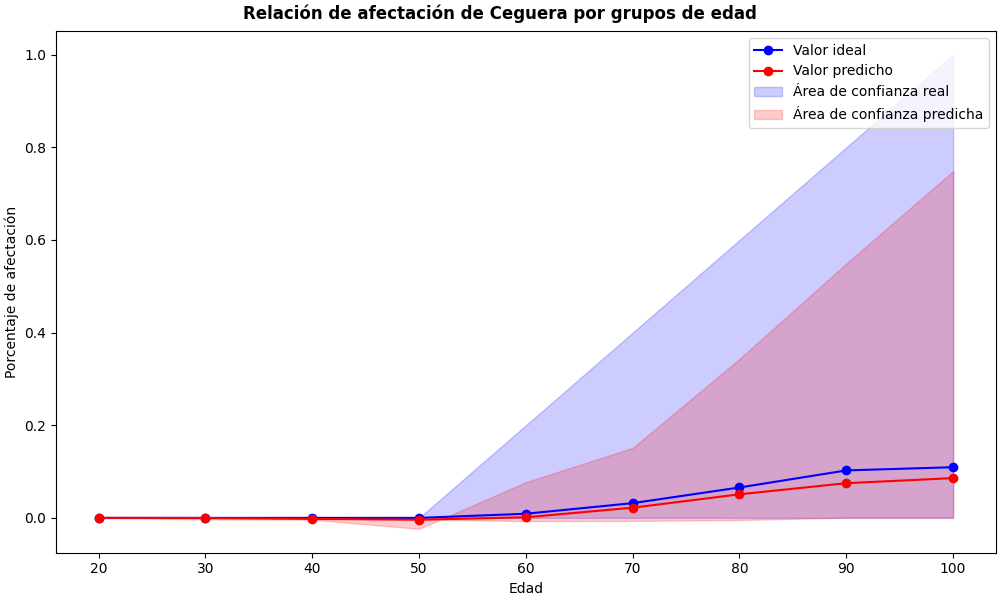 Relación de afectación de Ceguera por grupos de edad
Valor ideal
Valor predicho
Área de confianza real
Área de confianza predicha
Porcentaje de afectación
1.0
0.8
0.6
0.4
0.2
0.0
20 30 40 50 60 70 80 90 100
Edad